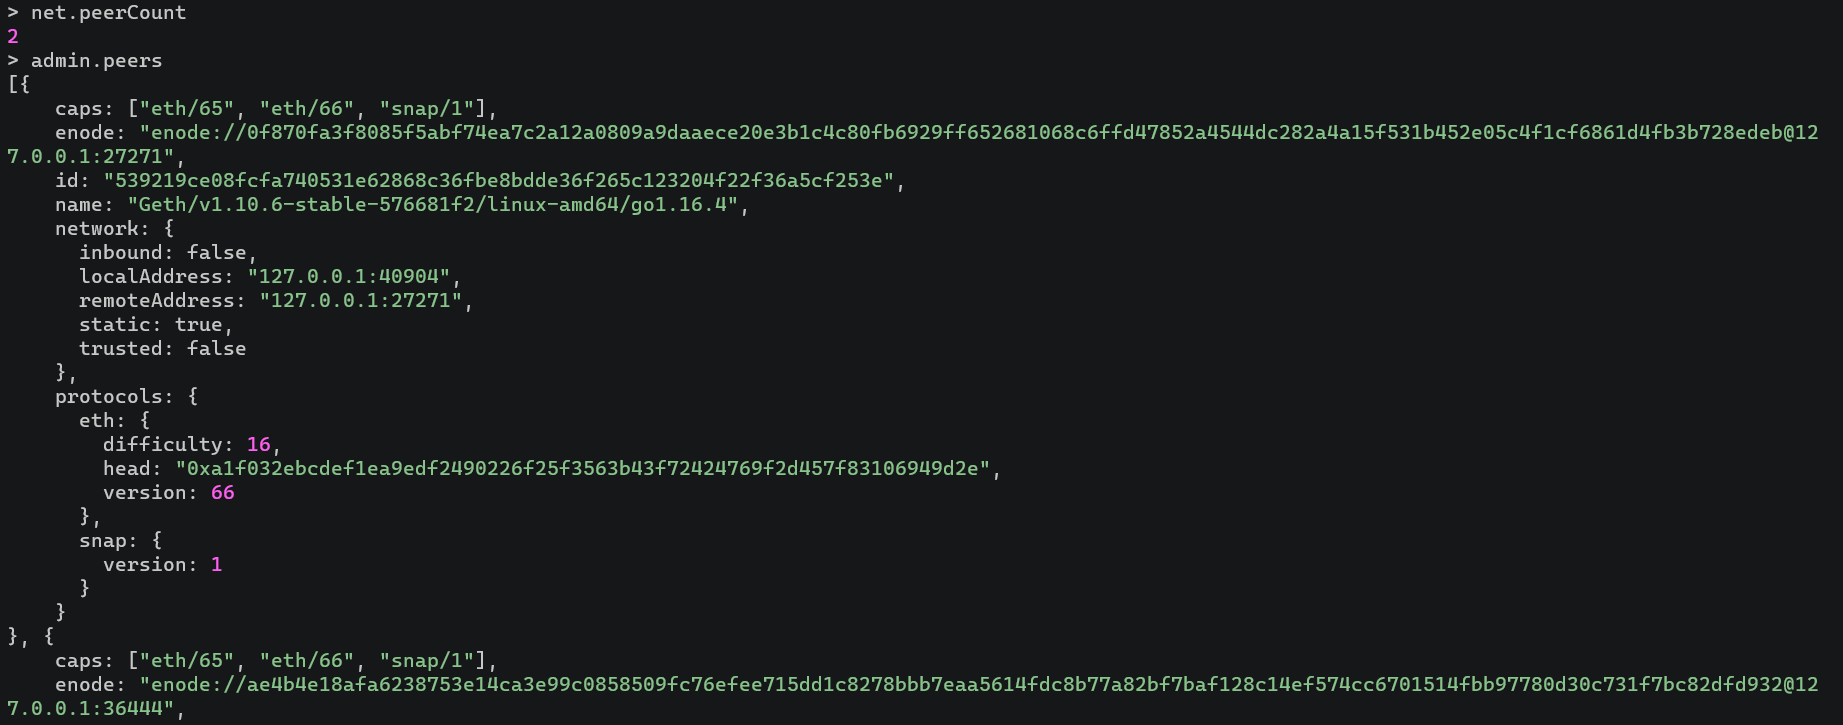 > net.peerCount
2
> admin.peers
[{
    caps: ["eth/65", "eth/66", "snap/1"],
    enode: "enode://0f870fa3f8085f5abf74ea7c2a12a0809a9daaece20e3b1c4c80fb6929ff652681068c6ffd47852a4544dc282a4a15f531b452e05c4f1cf6861d4fb3b728edeb@12
7.0.0.1:27271",
    id: "539219ce08fcfa740531e62868c36fbe8bdde36f265c123204f22f36a5cf253e",
    name: "Geth/v1.10.6-stable-576681f2/linux-amd64/go1.16.4",
    network: {
      inbound: false,
      localAddress: "127.0.0.1:40904",
      remoteAddress: "127.0.0.1:27271",
      static: true,
      trusted: false
    },
    protocols: {
      eth: {
        difficulty: 16,
        head: "0xa1f032ebcdef1ea9edf2490226f25f3563b43f72424769f2d457f83106949d2e",
        version: 66
      },
      snap: {
        version: 1
      }
    }
}, {
    caps: ["eth/65", "eth/66", "snap/1"],
    enode: "enode://ae4b4e18afa6238753e14ca3e99c0858509fc76efee715dd1c8278bbb7eaa5614fdc8b77a82bf7baf128c14ef574cc6701514fbb97780d30c731f7bc82dfd932@12
7.0.0.1:36444",